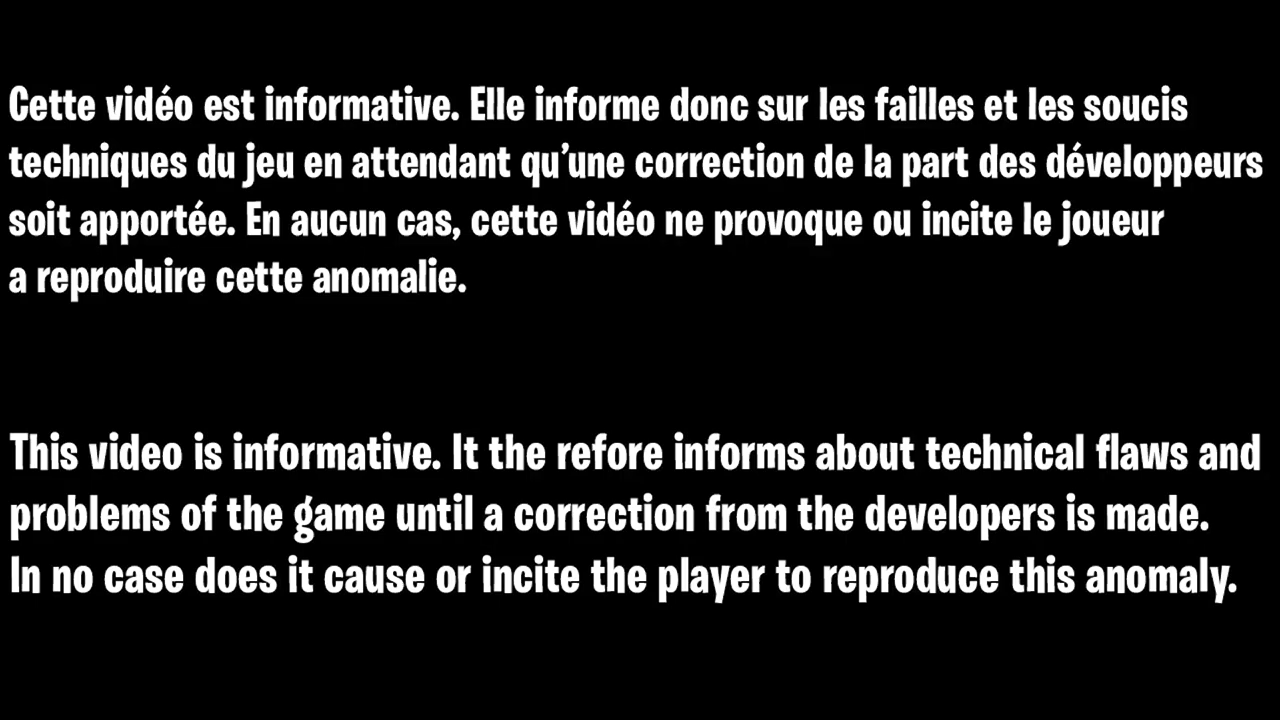 Cette vidéo est informative. Elle informe donc sur les failles et les soucis
techniques du jeu en attendant qu’une correction de la part des développeurs
soit apportée. En aucun cas, cette vidéo ne provoque ou incite le joueur
a reproduire cette anomalie.
This video is informative. It the refore informs about technical flaws and
problems of the game until a correction from the developers is made.
In no case does it cause or incite the player to reproduce this anomaly.